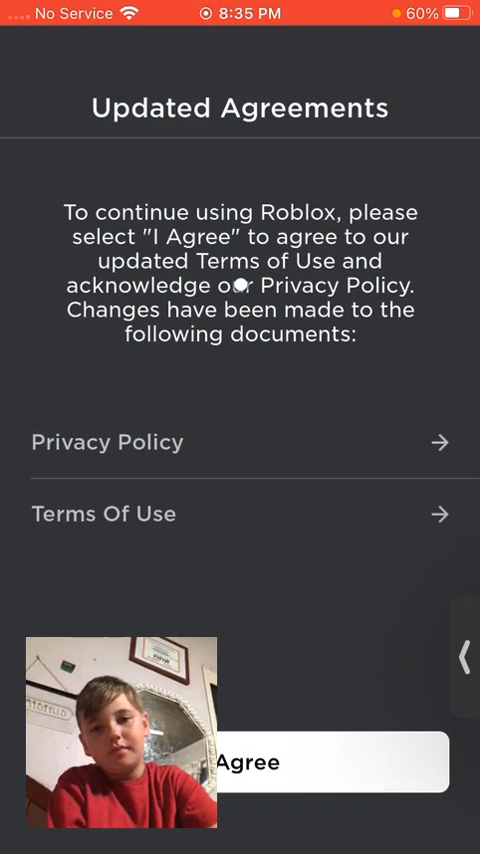 No Service 8:35 PM 60%
Updated Agreements
To continue using Roblox, please
select "I Agree" to agree to our
updated Terms of Use and
acknowledge our Privacy Policy.
Changes have been made to the
following documents:
Privacy Policy
Terms Of Use
Agree